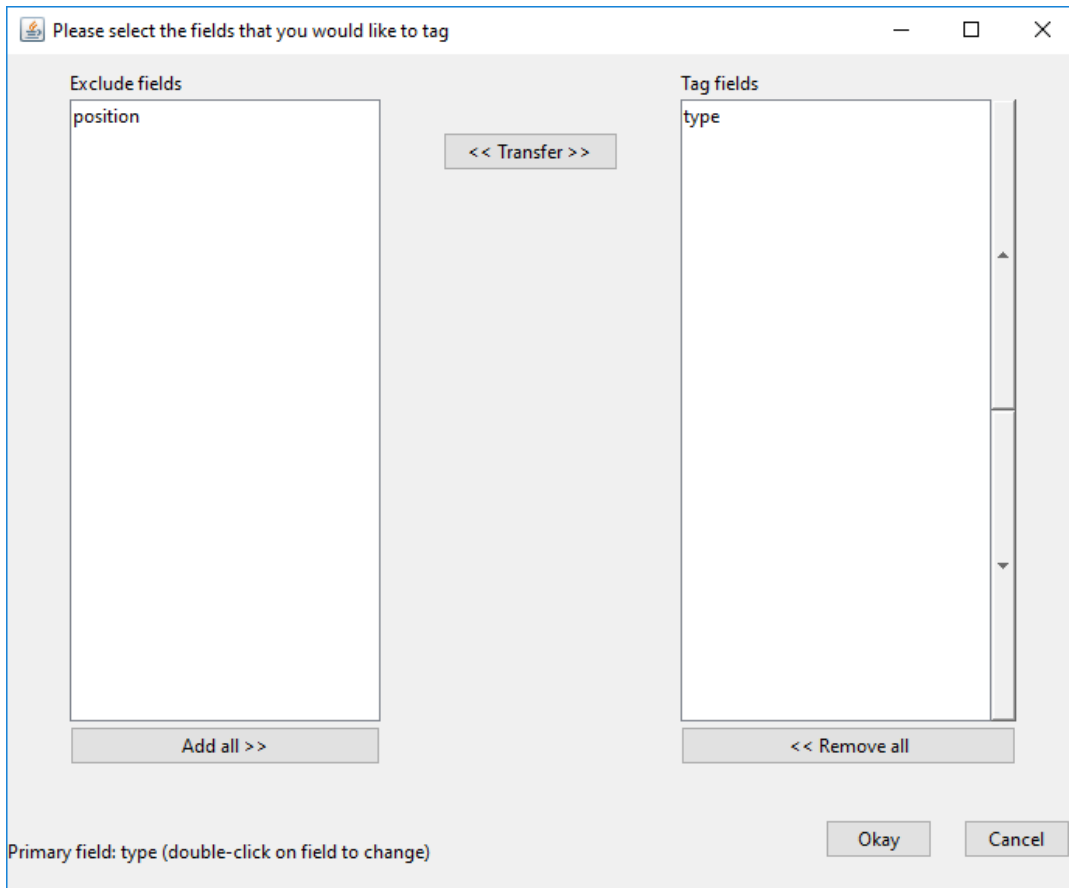 Please select the fields that you would like to tag
Exclude fields
Tag fields
position
type
<< Transfer >>
Add all >>
<< Remove all
Okay
Cancel
Primary field: type (double-click on field to change)